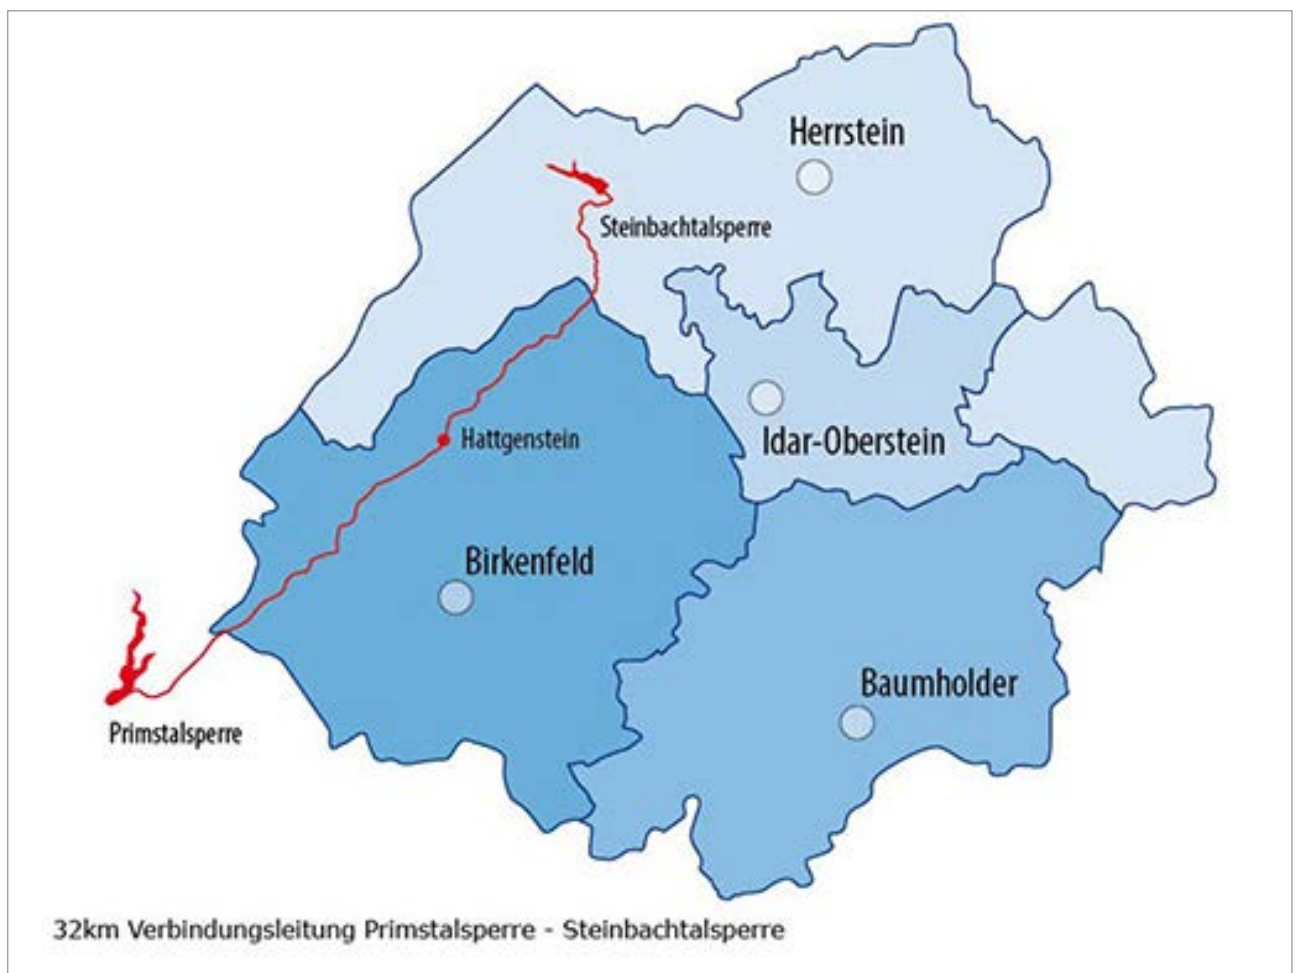 Herrstein
Steinbachtalsperre
Hattgenstein
Idar-Oberstein
Birkenfeld
Baumholder
Primstalsperre
32km Verbindungsleitung Primstalsperre - Steinbachtalsperre